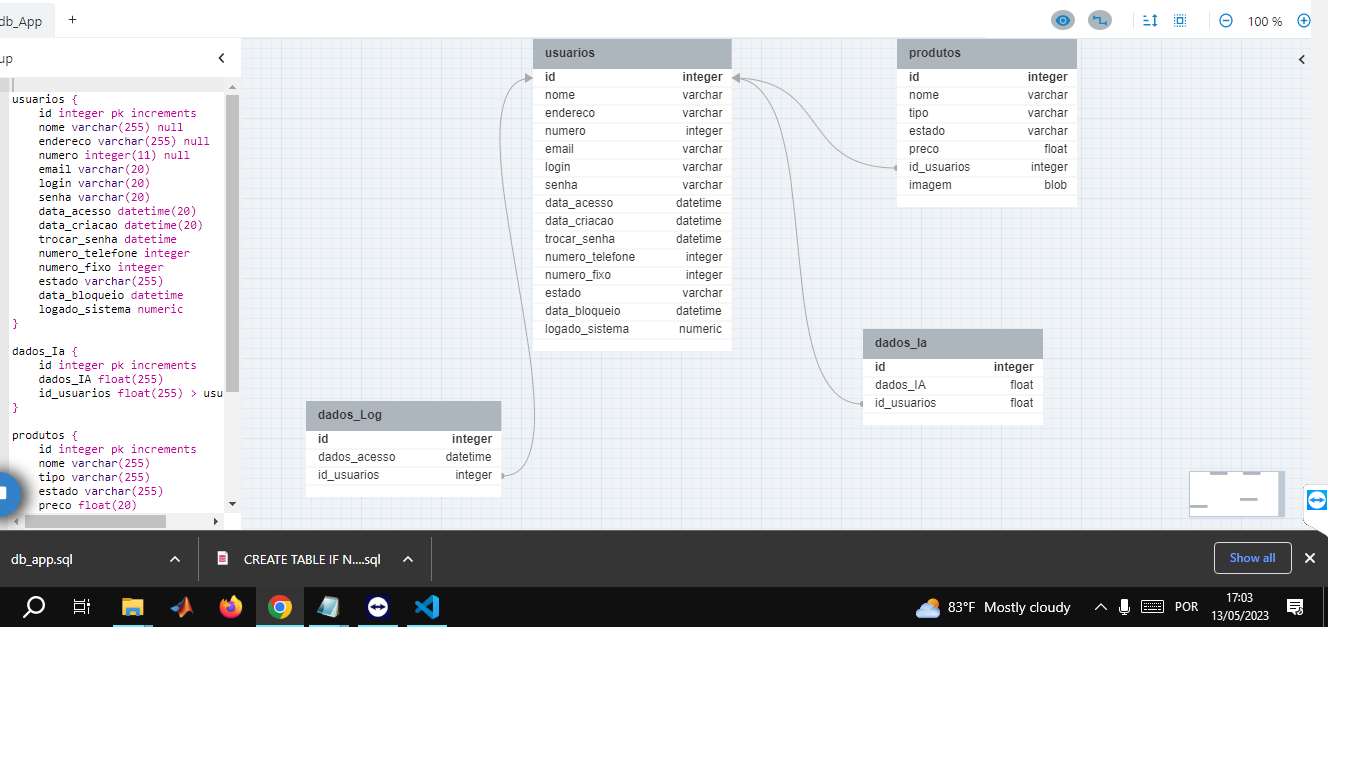 db_App +
100 %
up
usuarios {
id integer pk increments
nome varchar(255) null
endereco varchar(255) null
numero integer(11) null
email varchar(20)
login varchar(20)
senha varchar(20)
data_acesso datetime(20)
data_criacao datetime(20)
trocar_senha datetime
numero_telefone integer
numero_fixo integer
estado varchar(255)
data_bloqueio datetime
logado_sistema numeric
}
dados_Ia {
id integer pk increments
dados_IA float(255)
id_usuarios float(255) > usu
}
produtos {
id integer pk increments
nome varchar(255)
tipo varchar(255)
estado varchar(255)
preco float(20)
usuarios
id integer
nome varchar
endereco varchar
numero integer
email varchar
login varchar
senha varchar
data_acesso datetime
data_criacao datetime
trocar_senha datetime
numero_telefone integer
numero_fixo integer
estado varchar
data_bloqueio datetime
logado_sistema numeric
produtos
id integer
nome varchar
tipo varchar
estado varchar
preco float
id_usuarios integer
imagem blob
dados_Ia
id integer
dados_IA float
id_usuarios float
dados_Log
id integer
dados_acesso datetime
id_usuarios integer
db_app.sql
CREATE TABLE IF N....sql
Show all
83°F Mostly cloudy
POR
17:03
13/05/2023